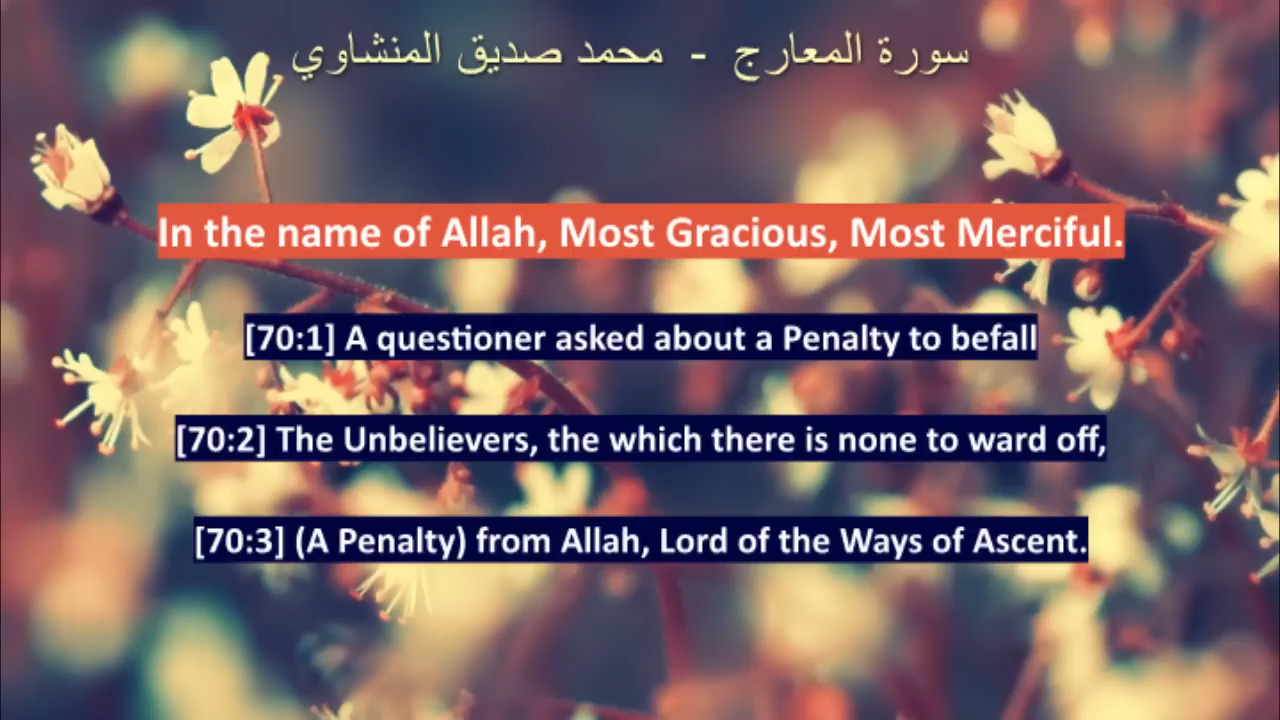 سورة المعارج - محمد صديق المنشاوي
In the name of Allah, Most Gracious, Most Merciful.
[70:1] A questioner asked about a Penalty to befall
[70:2] The Unbelievers, the which there is none to ward off,
[70:3] (A Penalty) from Allah, Lord of the Ways of Ascent.